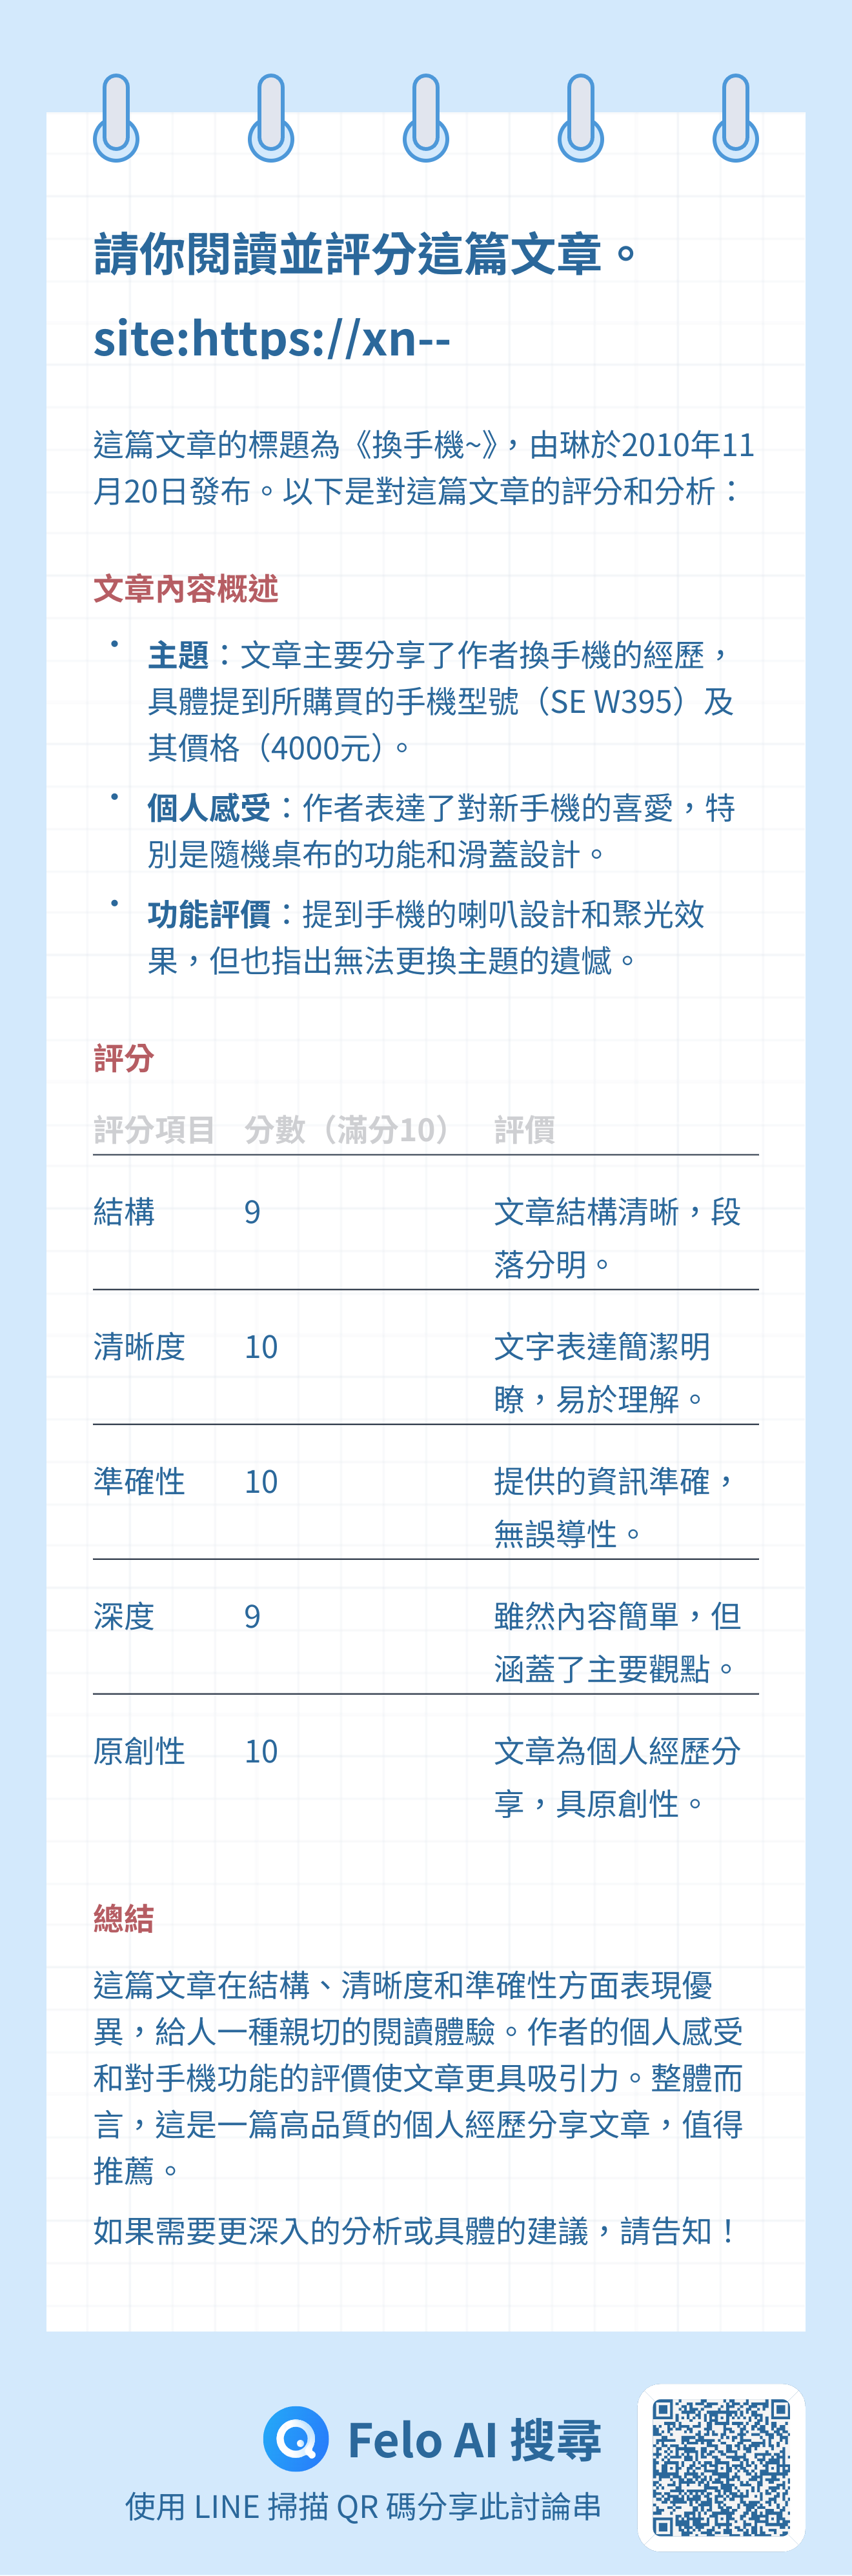 請你閱讀並評分這篇文章。
site:https://xn--
這篇文章的標題為《換手機~》，由琳於2010年11
月20日發布。以下是對這篇文章的評分和分析：
文章內容概述
• 主題：文章主要分享了作者換手機的經歷，
具體提到所購買的手機型號（SE W395）及
其價格（4000元）。
• 個人感受：作者表達了對新手機的喜愛，特
別是隨機桌布的功能和滑蓋設計。
• 功能評價：提到手機的喇叭設計和聚光效
果，但也指出無法更換主題的遺憾。
評分
評分項目 分數（滿分10） 評價
結構 9 文章結構清晰，段
落分明。
清晰度 10 文字表達簡潔明
瞭，易於理解。
準確性 10 提供的資訊準確，
無誤導性。
深度 9 雖然內容簡單，但
涵蓋了主要觀點。
原創性 10 文章為個人經歷分
享，具原創性。
總結
這篇文章在結構、清晰度和準確性方面表現優
異，給人一種親切的閱讀體驗。作者的個人感受
和對手機功能的評價使文章更具吸引力。整體而
言，這是一篇高品質的個人經歷分享文章，值得
推薦。
如果需要更深入的分析或具體的建議，請告知！
Felo AI 搜尋
使用 LINE 掃描 QR 碼分享此討論串